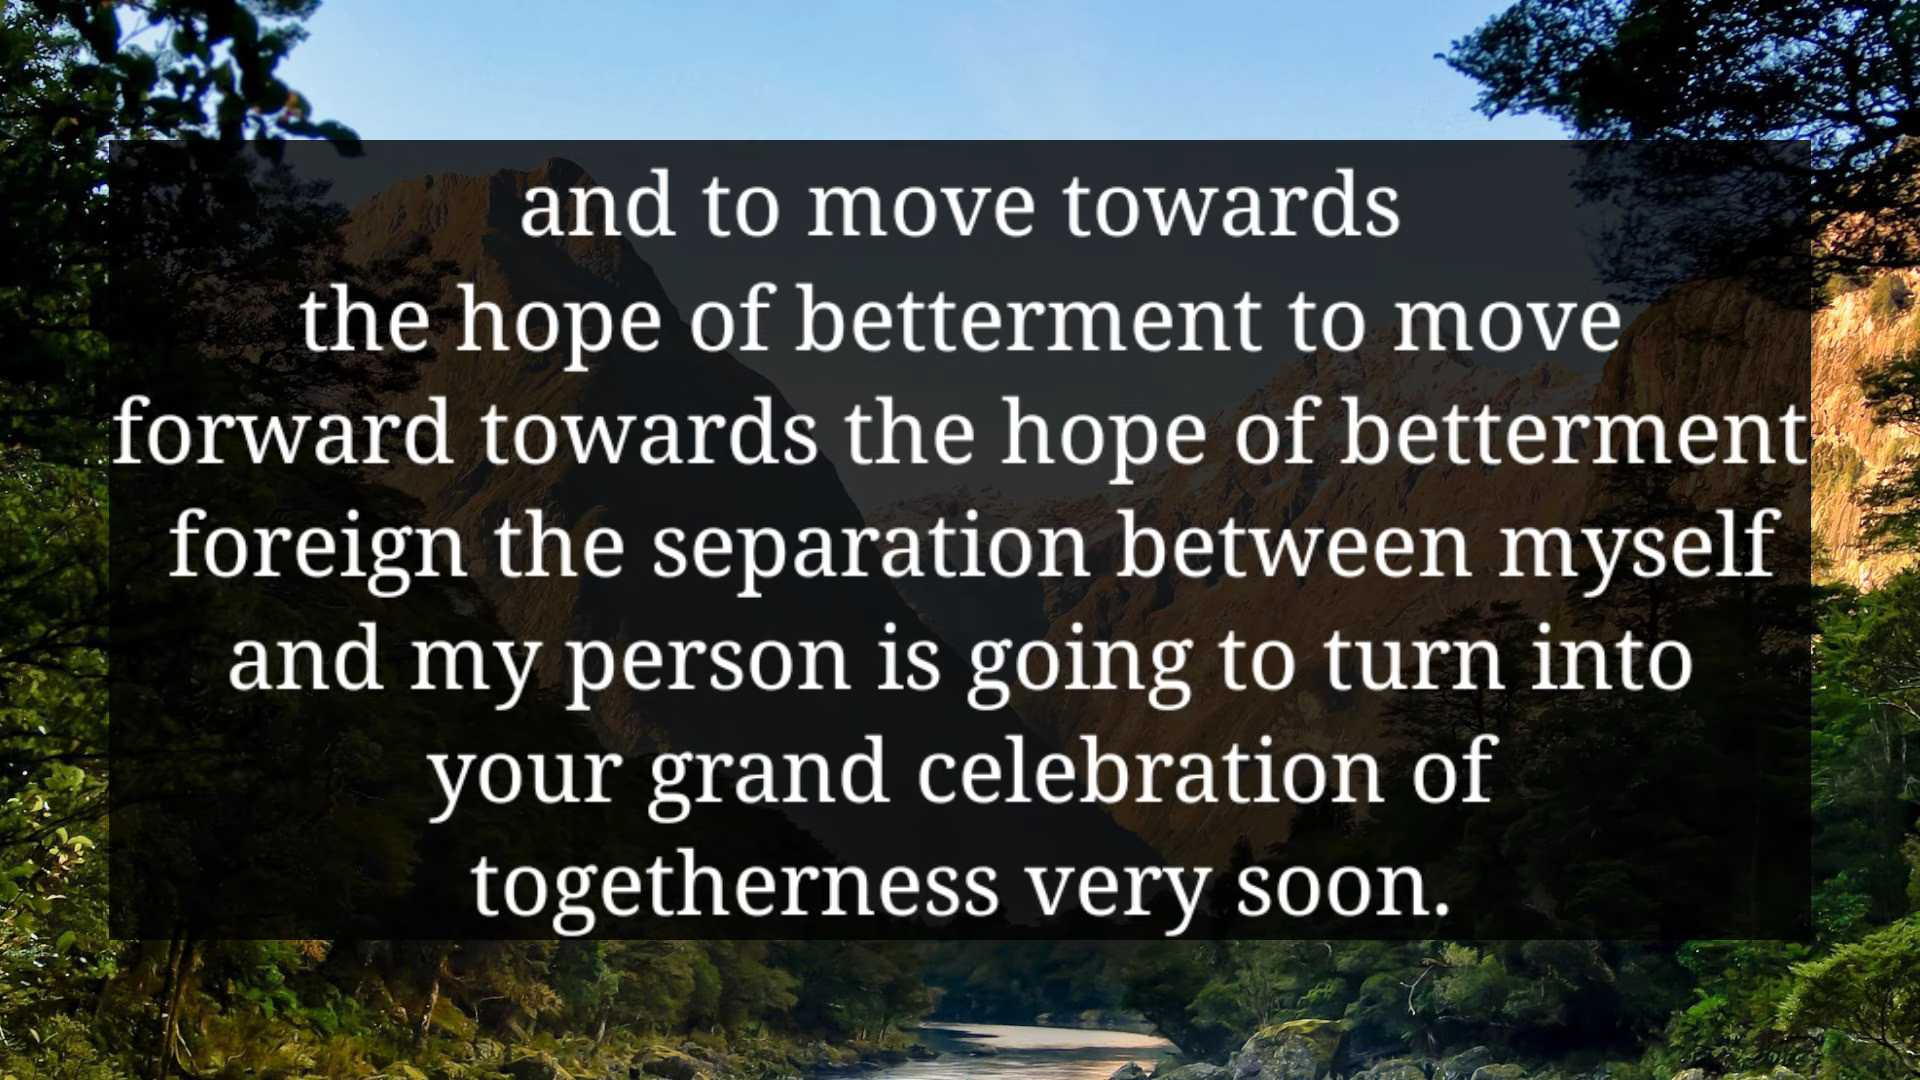 and to move towards
the hope of betterment to move
forward towards the hope of betterment
foreign the separation between myself
and my person is going to turn into
your grand celebration of
togetherness very soon.